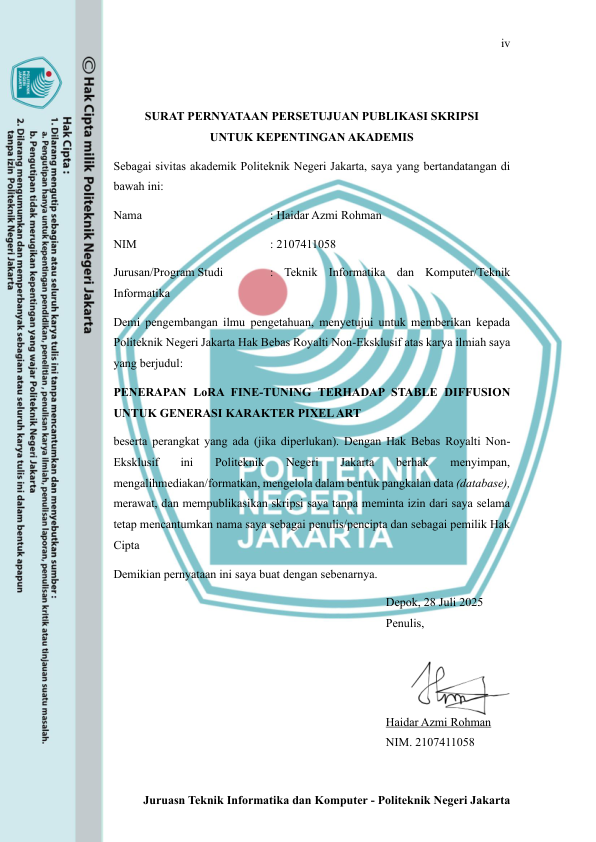 iv
SURAT PERNYATAAN PERSETUJUAN PUBLIKASI SKRIPSI
UNTUK KEPENTINGAN AKADEMIS
Sebagai sivitas akademik Politeknik Negeri Jakarta, saya yang bertandatangan di
bawah ini:
Nama : Haidar Azmi Rohman
NIM : 2107411058
Jurusan/Program Studi : Teknik Informatika dan Komputer/Teknik
Informatika
Demi pengembangan ilmu pengetahuan, menyetujui untuk memberikan kepada
Politeknik Negeri Jakarta Hak Bebas Royalti Non-Eksklusif atas karya ilmiah saya
yang berjudul:
PENERAPAN LoRA FINE-TUNING TERHADAP STABLE DIFFUSION
UNTUK GENERASI KARAKTER PIXEL ART
beserta perangkat yang ada (jika diperlukan). Dengan Hak Bebas Royalti Non-
Eksklusif ini Politeknik Negeri Jakarta berhak menyimpan,
mengalihmediakan/formatkan, mengelola dalam bentuk pangkalan data (database),
merawat, dan mempublikasikan skripsi saya tanpa meminta izin dari saya selama
tetap mencantumkan nama saya sebagai penulis/pencipta dan sebagai pemilik Hak
Cipta
Demikian pernyataan ini saya buat dengan sebenarnya.
Depok, 28 Juli 2025
Penulis,
Haidar Azmi Rohman
NIM. 2107411058
Juruasn Teknik Informatika dan Komputer - Politeknik Negeri Jakarta
POLITEKNIK
NEGERI
JAKARTA
© Hak Cipta milik Politeknik Negeri Jakarta
Hak Cipta :
1. Dilarang mengutip sebagian atau seluruh karya tulis ini tanpa mencantumkan dan menyebutkan sumber :
a. Pengutipan hanya untuk kepentingan pendidikan, penelitian , penulisan karya ilmiah, penulisan laporan, penulisan kritik atau tinjauan suatu masalah.
b. Pengutipan tidak merugikan kepentingan yang wajar Politeknik Negeri Jakarta
2. Dilarang mengumumkan dan memperbanyak sebagian atau seluruh karya tulis ini dalam bentuk apapun
tanpa izin Politeknik Negeri Jakarta
POLITEKNIK
NEGERI
JAKARTA